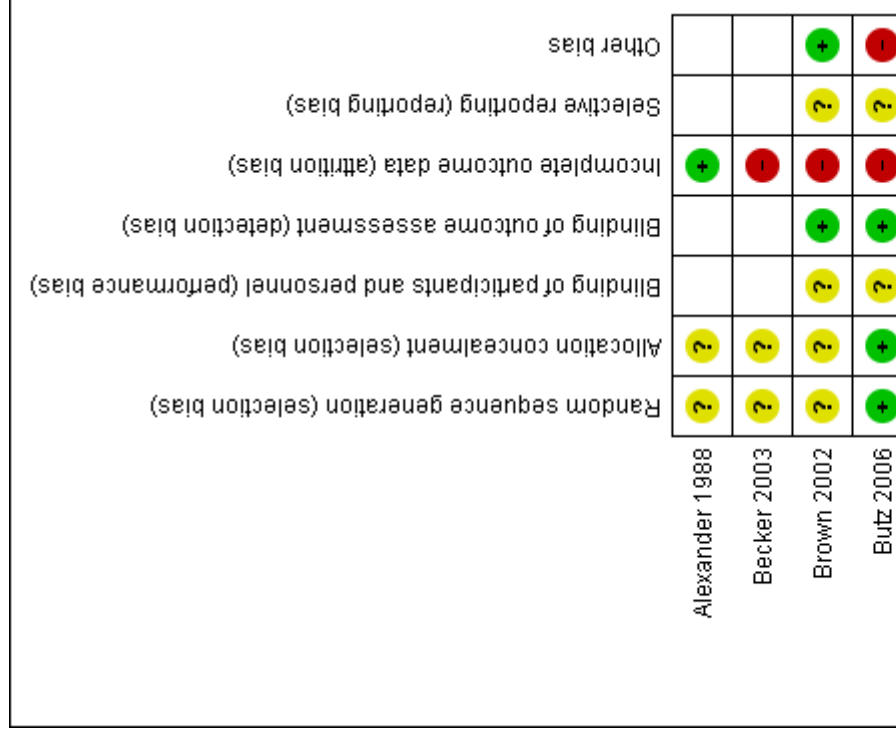 Other bias
Selective reporting (reporting bias)
Incomplete outcome data (attrition bias)
Blinding of outcome assessment (detection bias)
Blinding of participants and personnel (performance bias)
Allocation concealment (selection bias)
Random sequence generation (selection bias)
Alexander 1988
Becker 2003
Brown 2002
Butz 2006